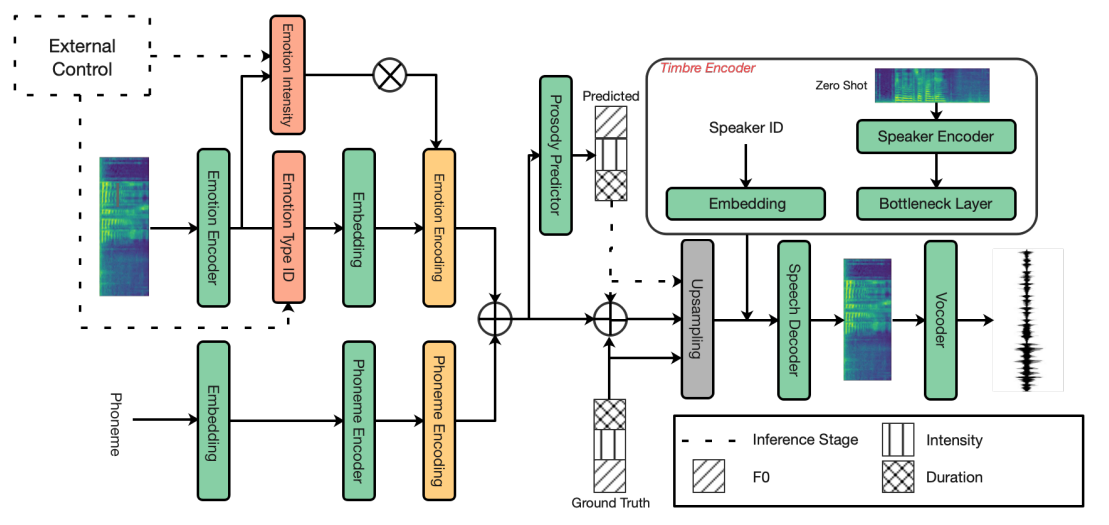 External
Control
Emotion Intensity
Emotion Encoder
Emotion Type ID
Embedding
Emotion Encoding
Phoneme
Embedding
Phoneme Encoder
Phoneme Encoding
Prosody Predictor
Predicted
Ground Truth
Timbre Encoder
Zero Shot
Speaker ID
Speaker Encoder
Embedding
Bottleneck Layer
Upsampling
Speech Decoder
Vocoder
Inference Stage
Intensity
F0
Duration